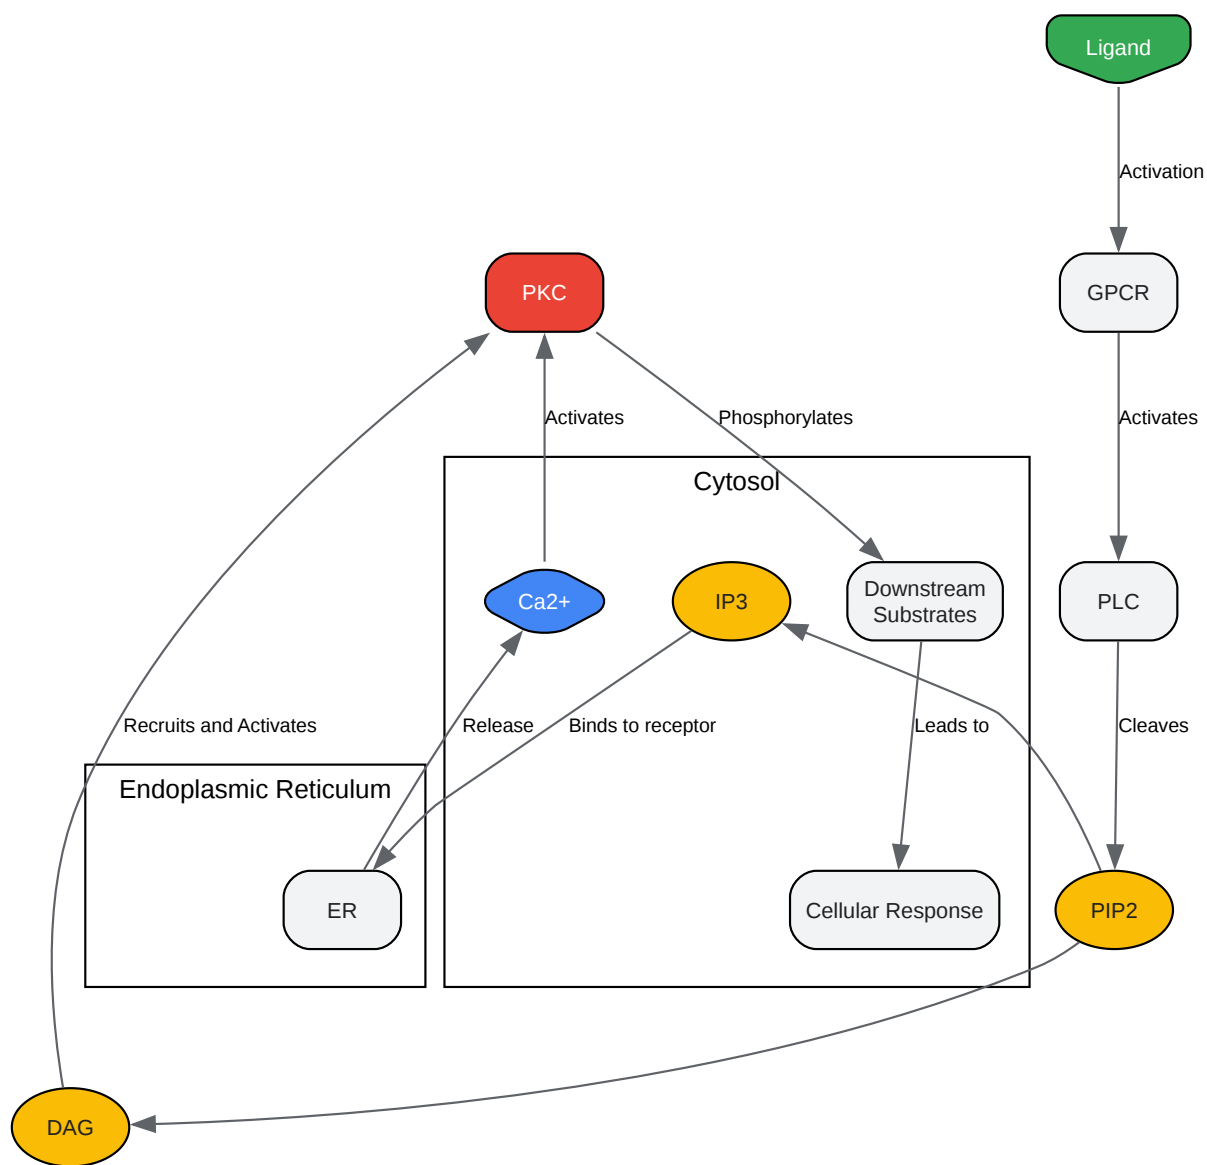 Ligand
Activation
PKC
GPCR
Activates
Phosphorylates
Activates
Cytosol
Ca2+
IP3
Downstream
Substrates
PLC
Recruits and Activates
Release
Binds to receptor
Leads to
Cleaves
Endoplasmic Reticulum
ER
Cellular Response
PIP2
DAG